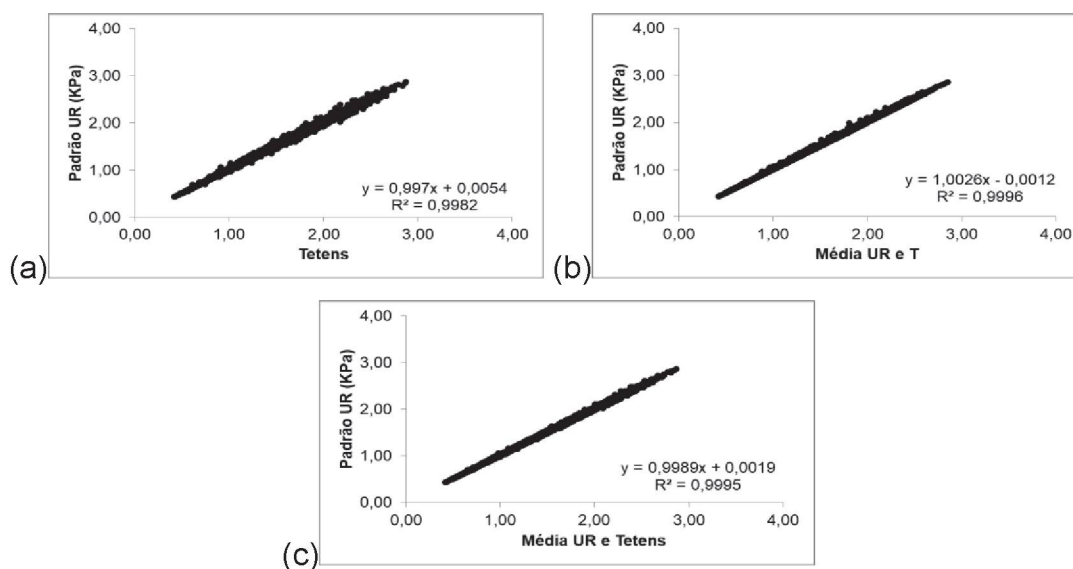 4,00
3,00
2,00
1,00
0,00
Padrão UR (KPa)
y = 0,997x + 0,0054
R² = 0,9982
0,00 1,00 2,00 3,00 4,00
Tetens
(a)
4,00
3,00
2,00
1,00
0,00
Padrão UR (KPa)
y = 1,0026x - 0,0012
R² = 0,9996
0,00 1,00 2,00 3,00 4,00
Média UR e T
(b)
4,00
3,00
2,00
1,00
0,00
Padrão UR (KPa)
y = 0,9989x + 0,0019
R² = 0,9995
0,00 1,00 2,00 3,00 4,00
Média UR e Tetens
(c)